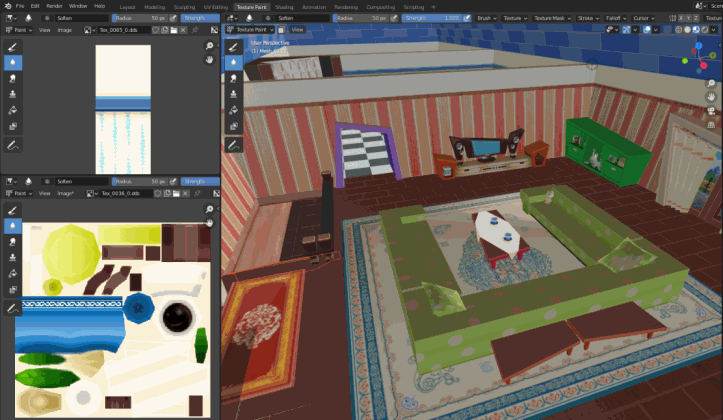 File Edit Render Window Help Layout Modeling Sculpting UV Editing Texture Paint Shading Animation Rendering Compositing Scripting
Soften Radius 50 px Strength
Soften Radius 50 px Strength 1.000 Brush Texture Texture Mask Stroke Falloff Cursor
Paint View Image Tex_0065_0.dds
Texture Paint View
User Perspective
Soften Radius 50 px Strength
Paint View Image* Tex_0036_0.dds